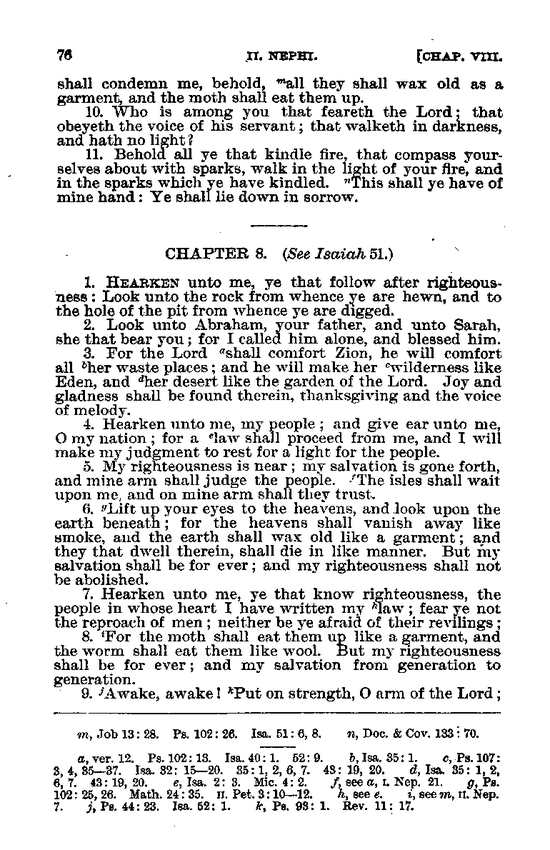 76 II. NEPHI. [CHAP. VIII.
shall condemn me, behold, ᵐall they shall wax old as a
garment, and the moth shall eat them up.
10. Who is among you that feareth the Lord; that
obeyeth the voice of his servant; that walketh in darkness,
and hath no light?
11. Behold all ye that kindle fire, that compass your-
selves about with sparks, walk in the light of your fire, and
in the sparks which ye have kindled. ⁿThis shall ye have of
mine hand: Ye shall lie down in sorrow.
CHAPTER 8. (See Isaiah 51.)
1. HEARKEN unto me, ye that follow after righteous-
ness: Look unto the rock from whence ye are hewn, and to
the hole of the pit from whence ye are digged.
2. Look unto Abraham, your father, and unto Sarah,
she that bear you; for I called him alone, and blessed him.
3. For the Lord ᵃshall comfort Zion, he will comfort
all ᵇher waste places; and he will make her ᶜwilderness like
Eden, and ᵈher desert like the garden of the Lord. Joy and
gladness shall be found therein, thanksgiving and the voice
of melody.
4. Hearken unto me, my people; and give ear unto me,
O my nation; for a ᵉlaw shall proceed from me, and I will
make my judgment to rest for a light for the people.
5. My righteousness is near; my salvation is gone forth,
and mine arm shall judge the people. ᶠThe isles shall wait
upon me, and on mine arm shall they trust.
6. ᵍLift up your eyes to the heavens, and look upon the
earth beneath; for the heavens shall vanish away like
smoke, and the earth shall wax old like a garment; and
they that dwell therein, shall die in like manner. But my
salvation shall be for ever; and my righteousness shall not
be abolished.
7. Hearken unto me, ye that know righteousness, the
people in whose heart I have written my ʰlaw; fear ye not
the reproach of men; neither be ye afraid of their revilings;
8. ⁱFor the moth shall eat them up like a garment, and
the worm shall eat them like wool. But my righteousness
shall be for ever; and my salvation from generation to
generation.
9. ʲAwake, awake! ᵏPut on strength, O arm of the Lord;
m, Job 13: 28. Ps. 102: 26. Isa. 51: 6, 8. n, Doc. & Cov. 133: 70.
a, ver. 12. Ps. 102: 13. Isa. 40: 1. 52: 9. b, Isa. 35: 1. c, Ps. 107:
3, 4, 35—37. Isa. 32: 15—20. 35: 1, 2, 6, 7. 43: 19, 20. d, Isa. 35: 1, 2,
6, 7. 43: 19, 20. e, Isa. 2: 3. Mic. 4: 2. f, see a, I. Nep. 21. g, Ps.
102: 25, 26. Math. 24: 35. II. Pet. 3: 10—12. h, see e. i, see m, II. Nep.
7. j, Ps. 44: 23. Isa. 52: 1. k, Ps. 93: 1. Rev. 11: 17.